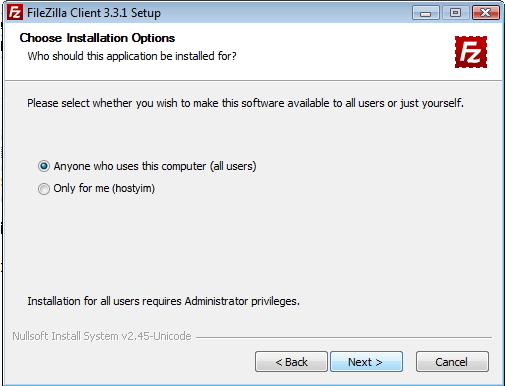 FileZilla Client 3.3.1 Setup
Choose Installation Options
Who should this application be installed for?
Fz
Please select whether you wish to make this software available to all users or just yourself.
Anyone who uses this computer (all users)
Only for me (hostyim)
Installation for all users requires Administrator privileges.
Nullsoft Install System v2.45-Unicode
< Back
Next >
Cancel